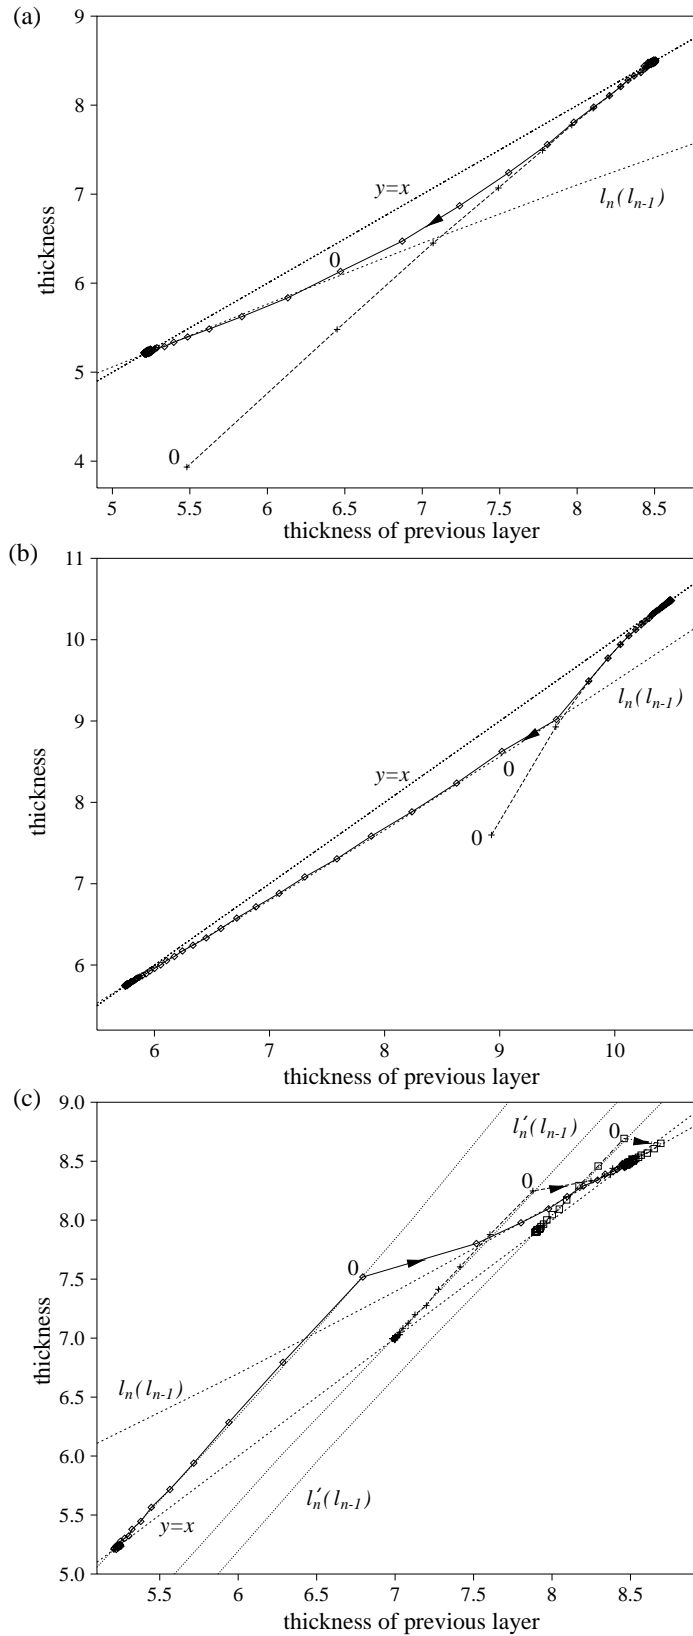 (a)
9
8
7
6
5
4
thickness
y=x
l_n(l_{n-1})
0
0
5
5.5
6
6.5
7
7.5
8
8.5
thickness of previous layer
(b)
11
10
9
8
7
6
thickness
l_n(l_{n-1})
y=x
0
0
6
7
8
9
10
thickness of previous layer
(c)
9.0
8.5
8.0
7.5
7.0
6.5
6.0
5.5
5.0
thickness
l'_n(l_{n-1})
0
0
0
l_n(l_{n-1})
l'_n(l_{n-1})
y=x
5.5
6
6.5
7
7.5
8
8.5
thickness of previous layer